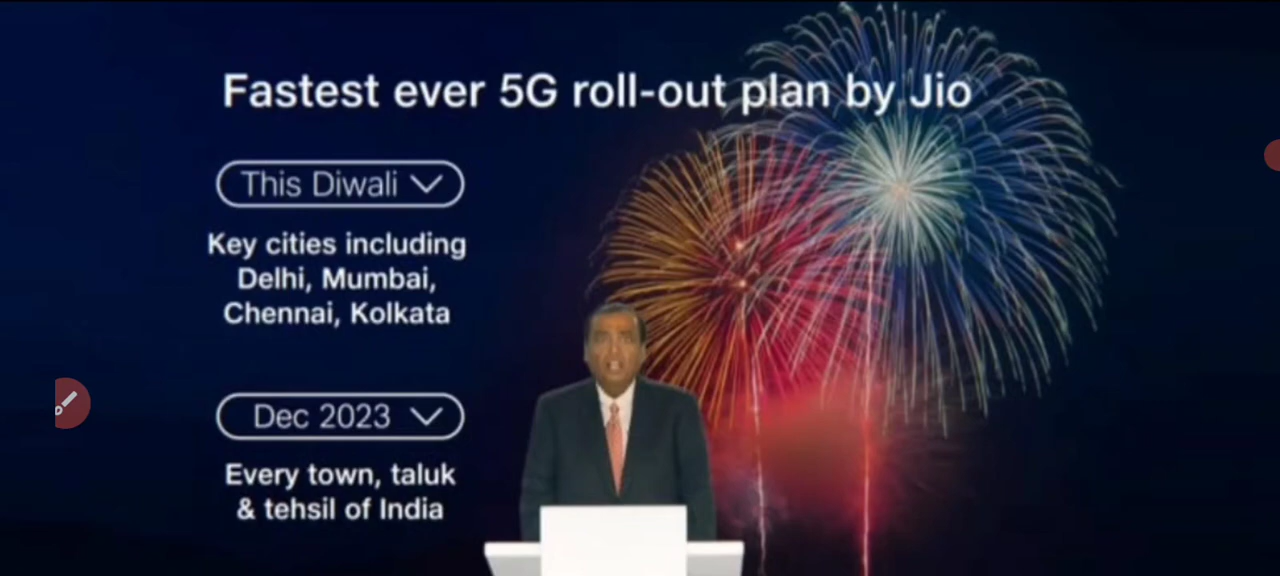 Fastest ever 5G roll-out plan by Jio
This Diwali
Key cities including
Delhi, Mumbai,
Chennai, Kolkata
Dec 2023
Every town, taluk
& tehsil of India